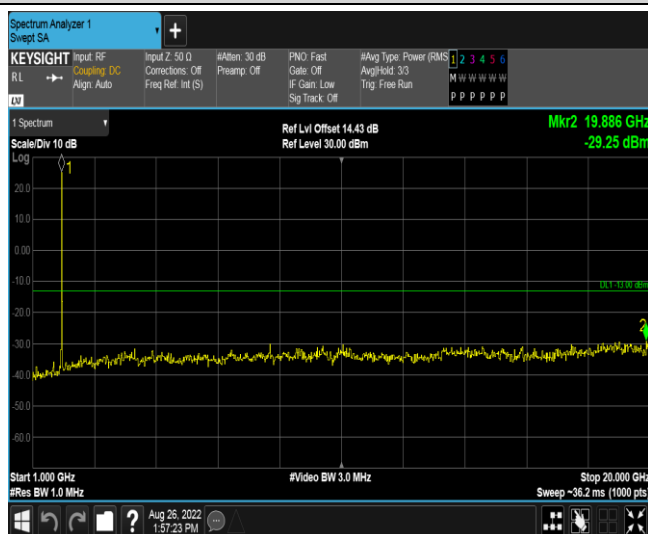 Spectrum Analyzer 1
Swept SA
KEYSIGHT
RL
LXI
Input: RF
Coupling: DC
Align: Auto
Input Z: 50 Ω
Corrections: Off
Freq Ref: Int (S)
#Atten: 30 dB
Preamp: Off
PNO: Fast
Gate: Off
IF Gain: Low
Sig Track: Off
#Avg Type: Power (RMS
Avg|Hold: 3/3
Trig: Free Run
1 2 3 4 5 6
M W W W W W
P P P P P P
1 Spectrum
Scale/Div 10 dB
Ref Lvl Offset 14.43 dB
Ref Level 30.00 dBm
Mkr2 19.886 GHz
-29.25 dBm
Log
1
20.0
10.0
0.00
-10.0
DL1 -13.00 dBm
-20.0
2
-30.0
-40.0
-50.0
-60.0
Start 1.000 GHz
#Video BW 3.0 MHz
Stop 20.000 GHz
#Res BW 1.0 MHz
Sweep ~36.2 ms (1000 pts)
?
Aug 26, 2022
1:57:23 PM